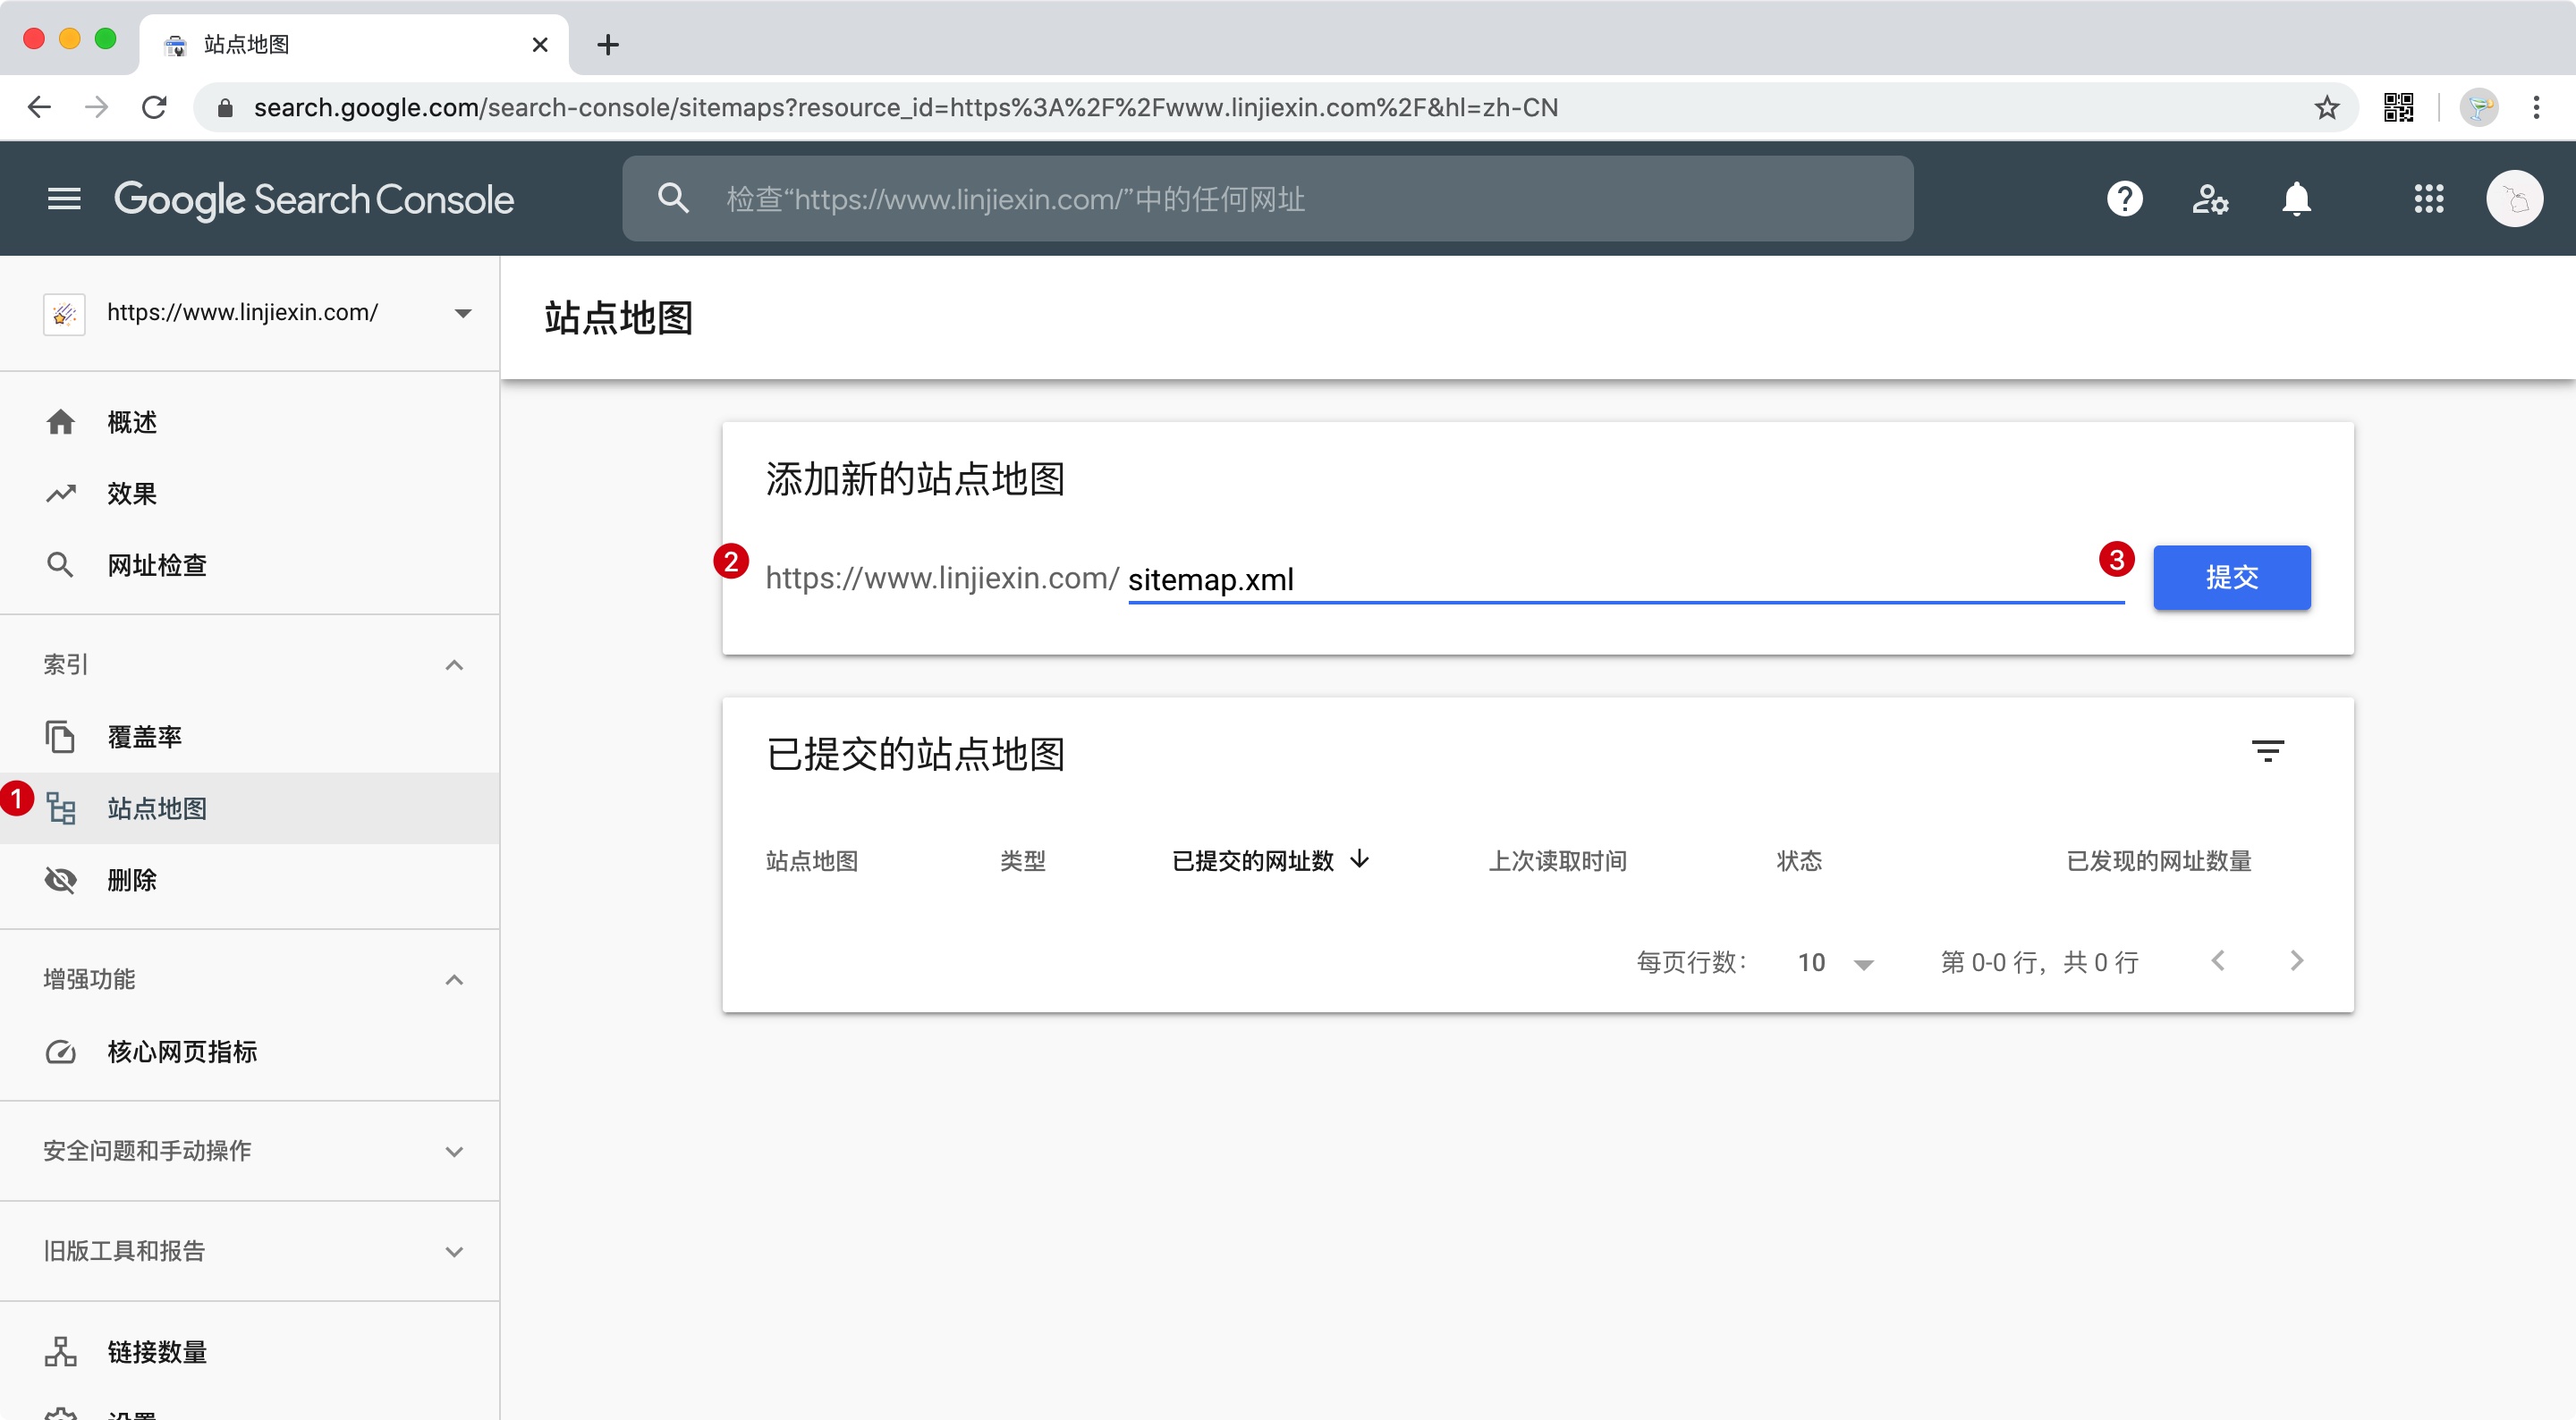 站点地图
search.google.com/search-console/sitemaps?resource_id=https%3A%2F%2Fwww.linjiexin.com%2F&hl=zh-CN
Google Search Console
检查“https://www.linjiexin.com/”中的任何网址
https://www.linjiexin.com/
概述
效果
网址检查
索引
覆盖率
1 站点地图
删除
增强功能
核心网页指标
安全问题和手动操作
旧版工具和报告
链接数量
设置
站点地图
添加新的站点地图
2 https://www.linjiexin.com/ sitemap.xml 3 提交
已提交的站点地图
站点地图 类型 已提交的网址数 上次读取时间 状态 已发现的网址数量
每页行数： 10 第 0-0 行，共 0 行